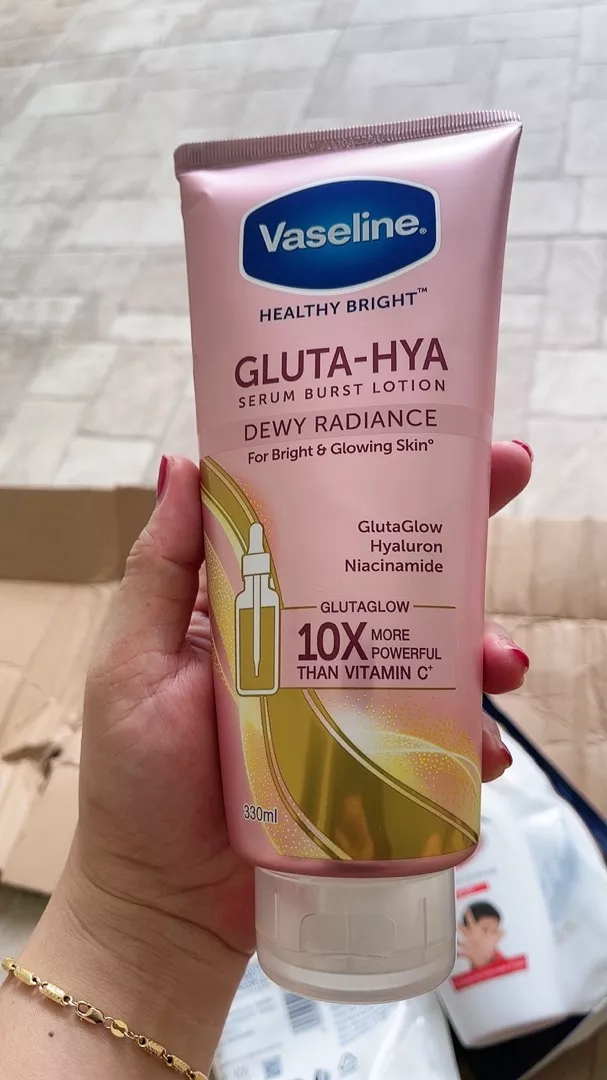 Vaseline®
HEALTHY BRIGHT™
GLUTA-HYA
SERUM BURST LOTION
DEWY RADIANCE
For Bright & Glowing Skin°
GlutaGlow
Hyaluron
Niacinamide
GLUTAGLOW
10X MORE
POWERFUL
THAN VITAMIN C⁺
330ml